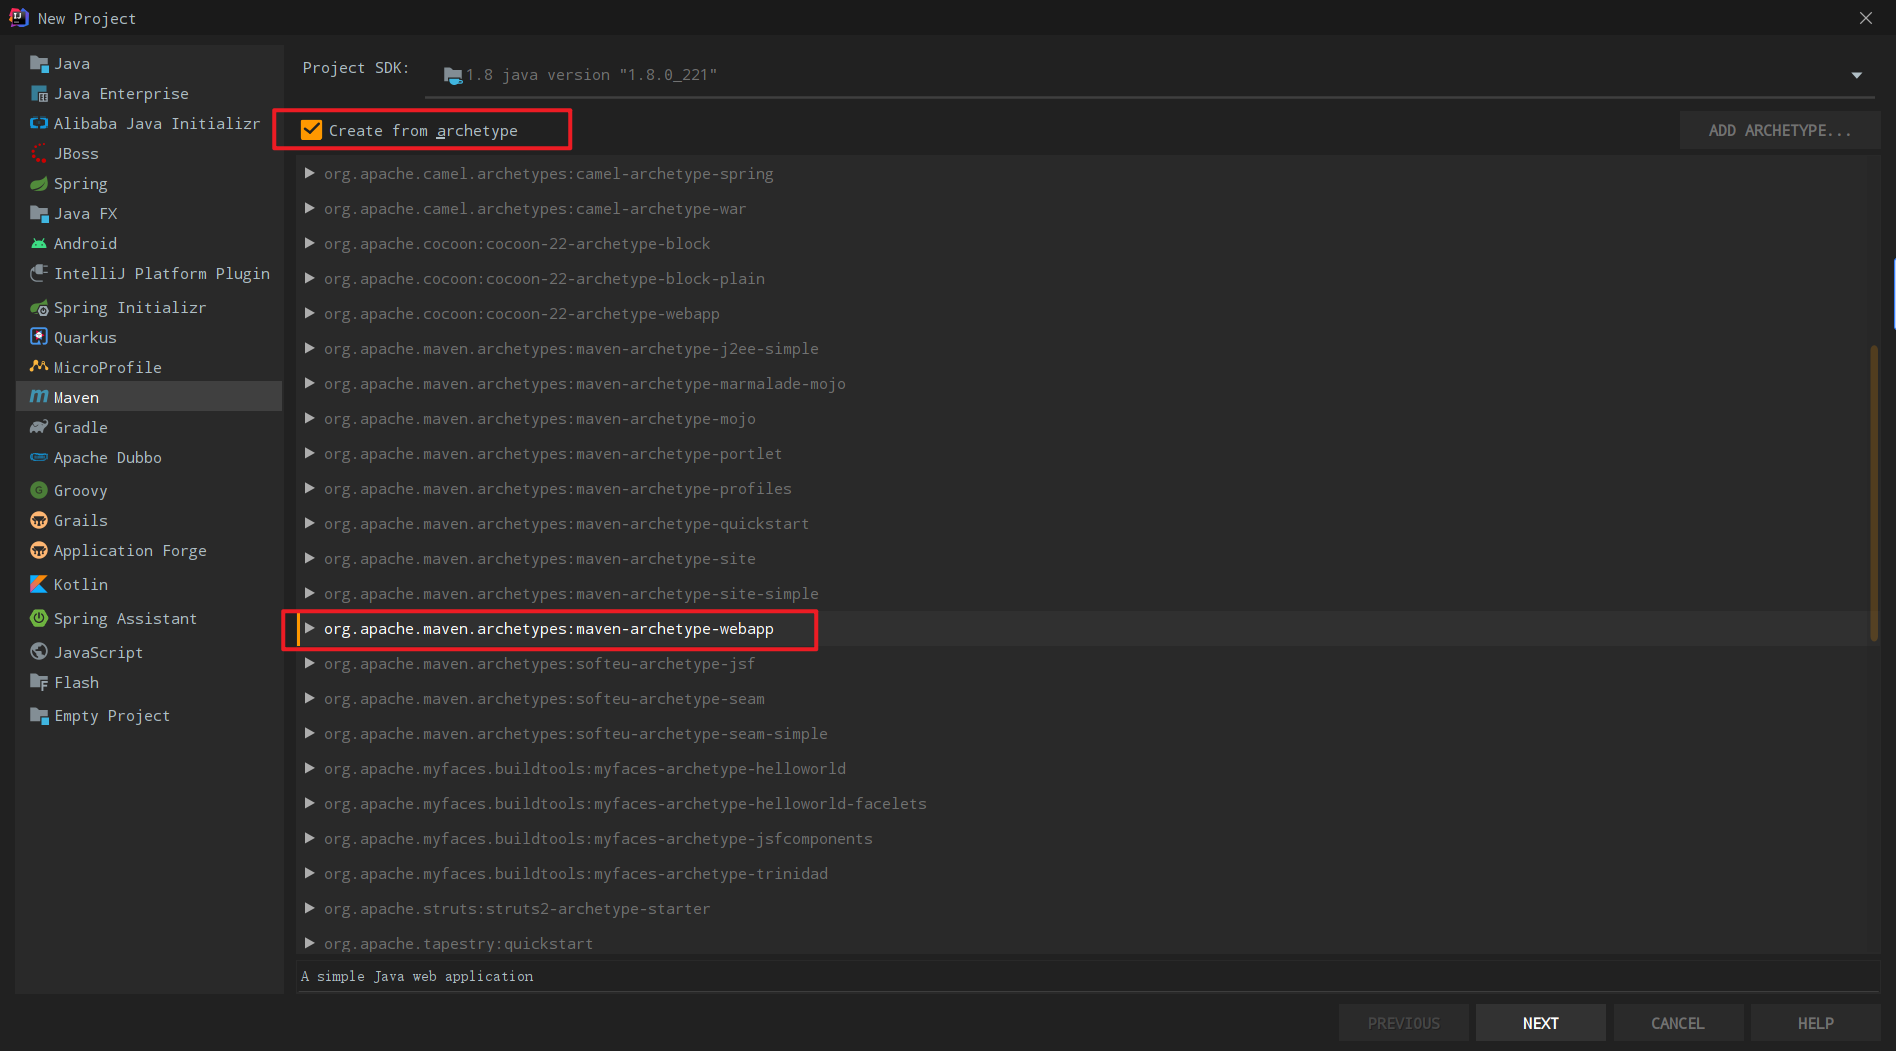 New Project
Java
Java Enterprise
Alibaba Java Initializr
JBoss
Spring
Java FX
Android
IntelliJ Platform Plugin
Spring Initializr
Quarkus
MicroProfile
Maven
Gradle
Apache Dubbo
Groovy
Grails
Application Forge
Kotlin
Spring Assistant
JavaScript
Flash
Empty Project
Project SDK: 1.8 java version "1.8.0_221"
Create from archetype
ADD ARCHETYPE...
org.apache.camel.archetypes:camel-archetype-spring
org.apache.camel.archetypes:camel-archetype-war
org.apache.cocoon:cocoon-22-archetype-block
org.apache.cocoon:cocoon-22-archetype-block-plain
org.apache.cocoon:cocoon-22-archetype-webapp
org.apache.maven.archetypes:maven-archetype-j2ee-simple
org.apache.maven.archetypes:maven-archetype-marmalade-mojo
org.apache.maven.archetypes:maven-archetype-mojo
org.apache.maven.archetypes:maven-archetype-portlet
org.apache.maven.archetypes:maven-archetype-profiles
org.apache.maven.archetypes:maven-archetype-quickstart
org.apache.maven.archetypes:maven-archetype-site
org.apache.maven.archetypes:maven-archetype-site-simple
org.apache.maven.archetypes:maven-archetype-webapp
org.apache.maven.archetypes:softeu-archetype-jsf
org.apache.maven.archetypes:softeu-archetype-seam
org.apache.maven.archetypes:softeu-archetype-seam-simple
org.apache.myfaces.buildtools:myfaces-archetype-helloworld
org.apache.myfaces.buildtools:myfaces-archetype-helloworld-facelets
org.apache.myfaces.buildtools:myfaces-archetype-jsfcomponents
org.apache.myfaces.buildtools:myfaces-archetype-trinidad
org.apache.struts:struts2-archetype-starter
org.apache.tapestry:quickstart
A simple Java web application
PREVIOUS
NEXT
CANCEL
HELP